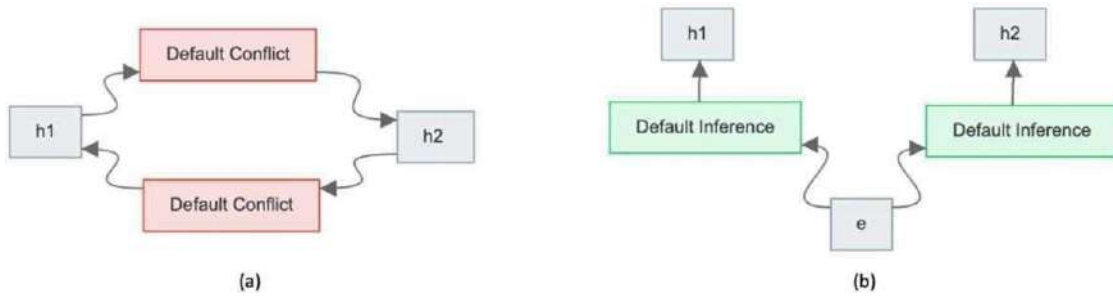 Default Conflict
h1
h2
Default Conflict
(a)
h1
h2
Default Inference
Default Inference
e
(b)